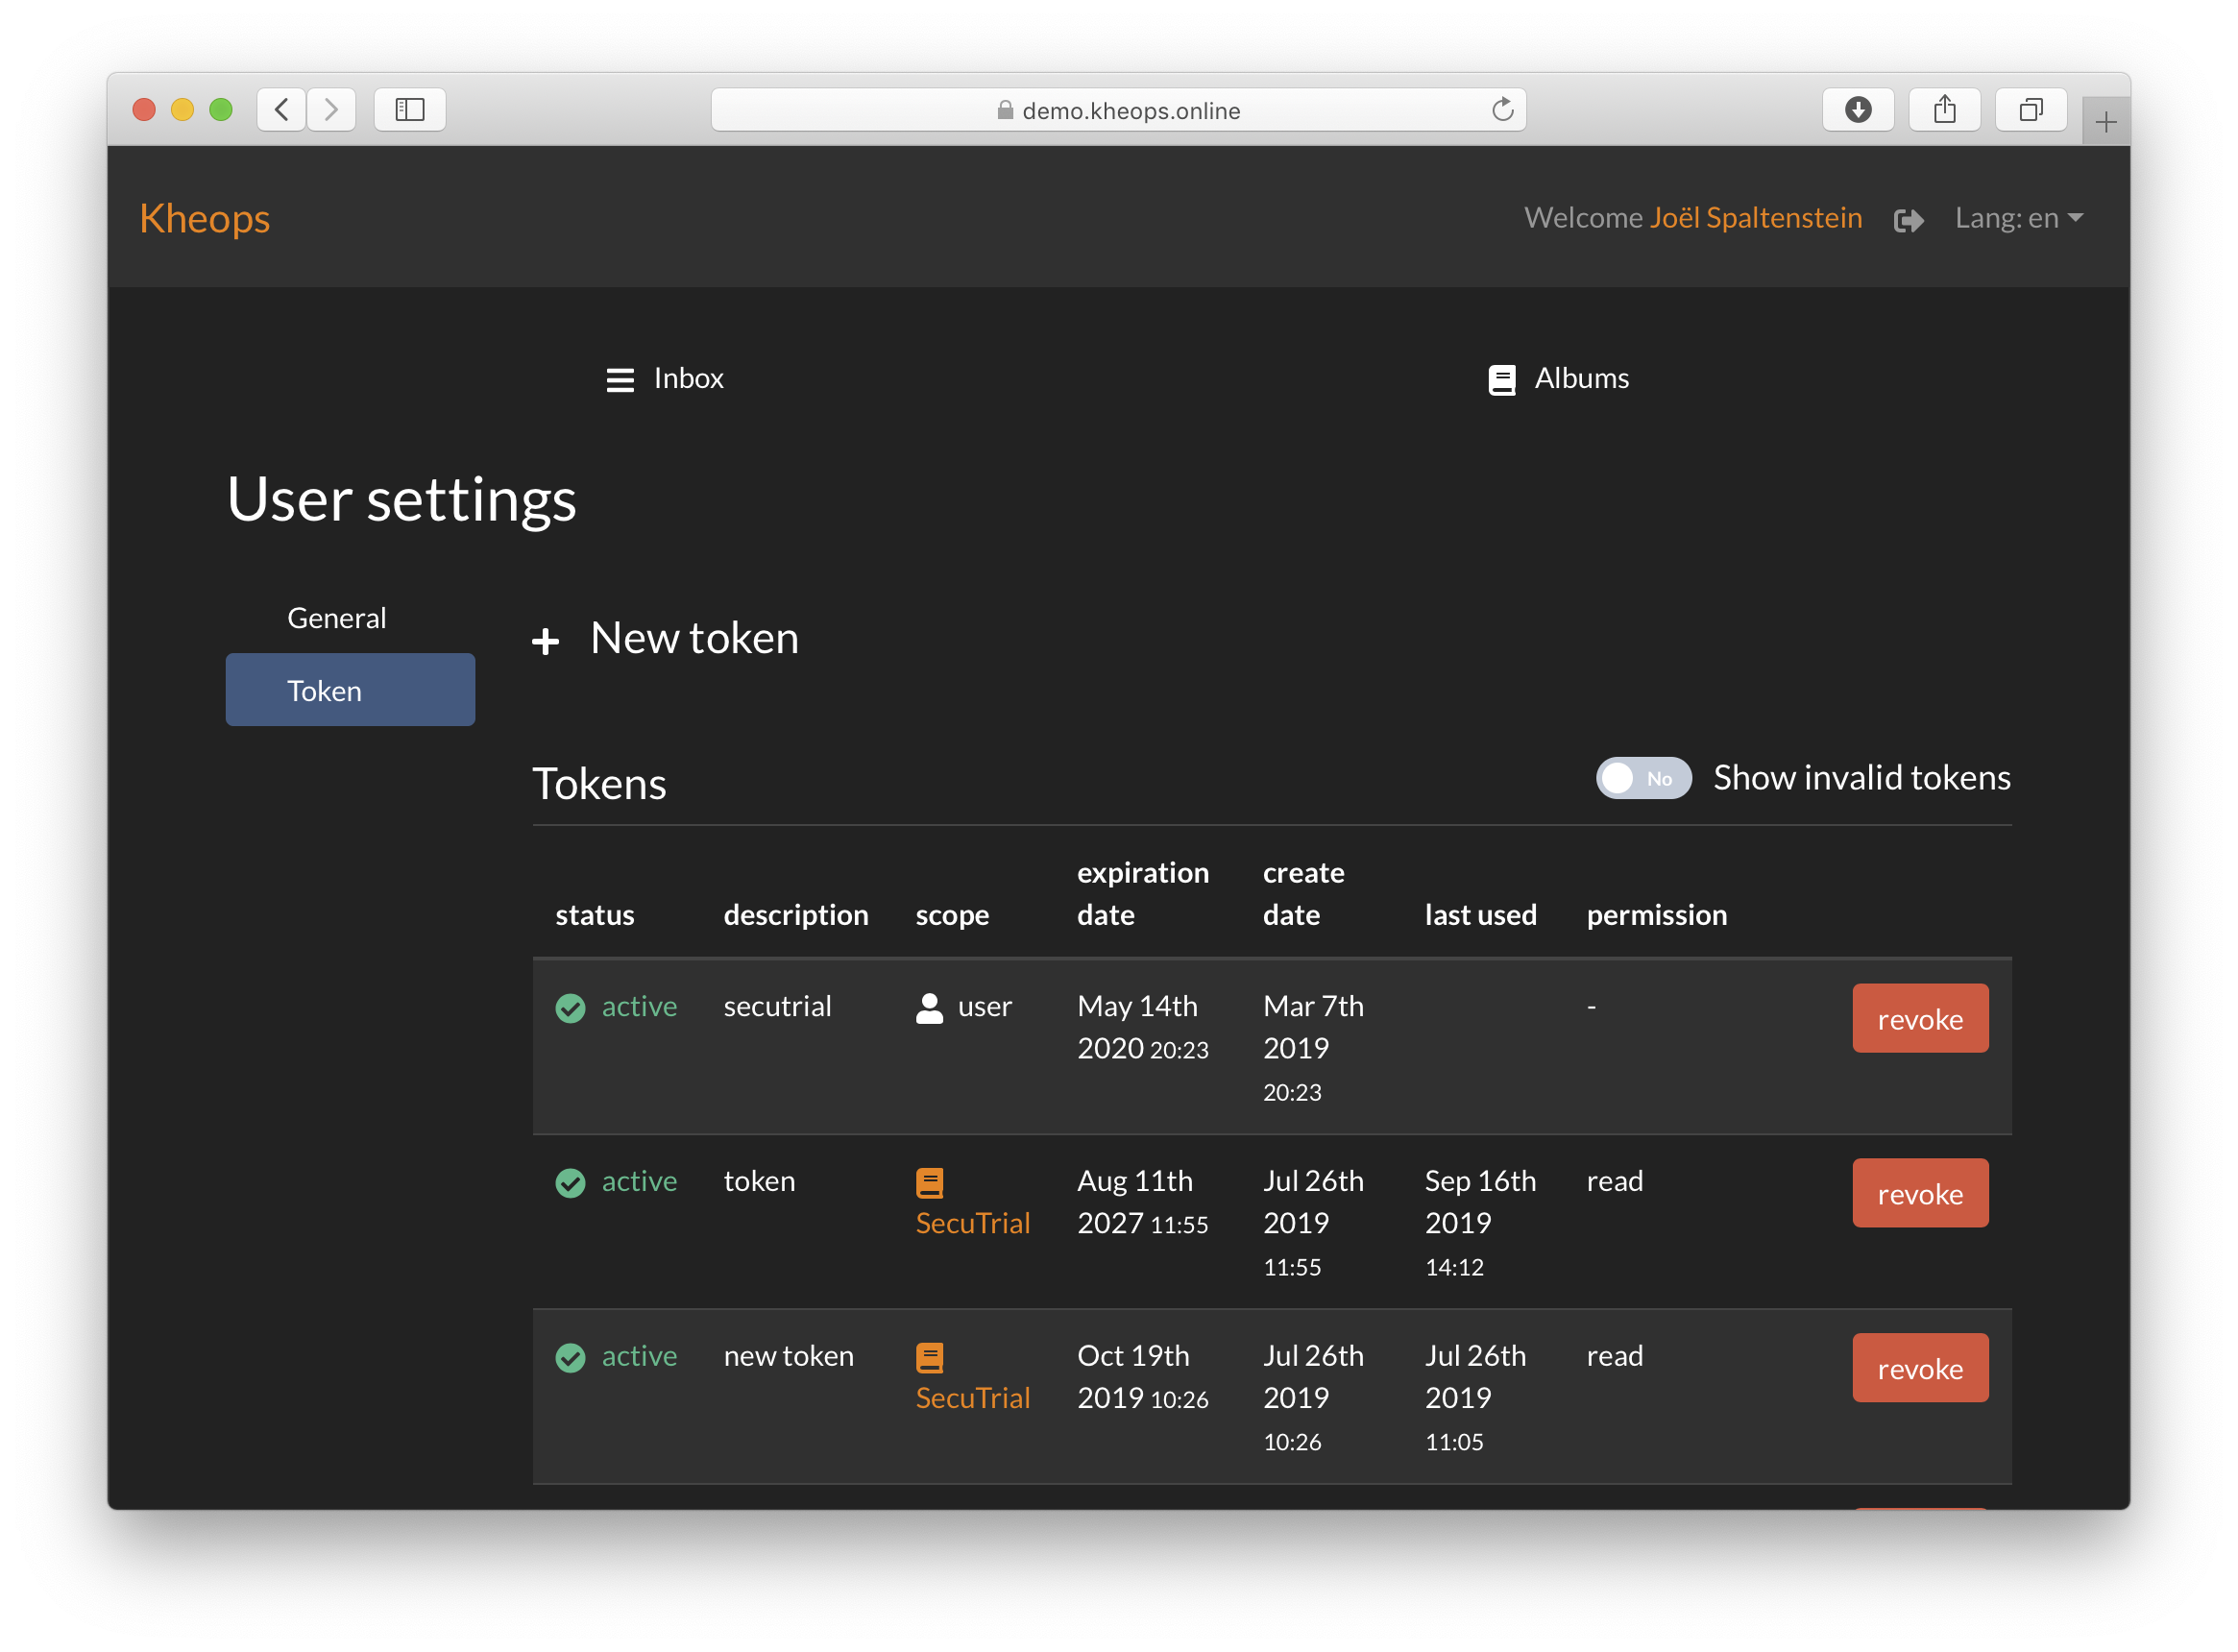 demo.kheops.online
Kheops
Welcome Joël Spaltenstein Lang: en
Inbox Albums
User settings
General
Token
New token
Tokens
No Show invalid tokens
status description scope expiration date create date last used permission
active secutrial user May 14th 2020 20:23 Mar 7th 2019 20:23 - revoke
active token SecuTrial Aug 11th 2027 11:55 Jul 26th 2019 11:55 Sep 16th 2019 14:12 read revoke
active new token SecuTrial Oct 19th 2019 10:26 Jul 26th 2019 10:26 Jul 26th 2019 11:05 read revoke